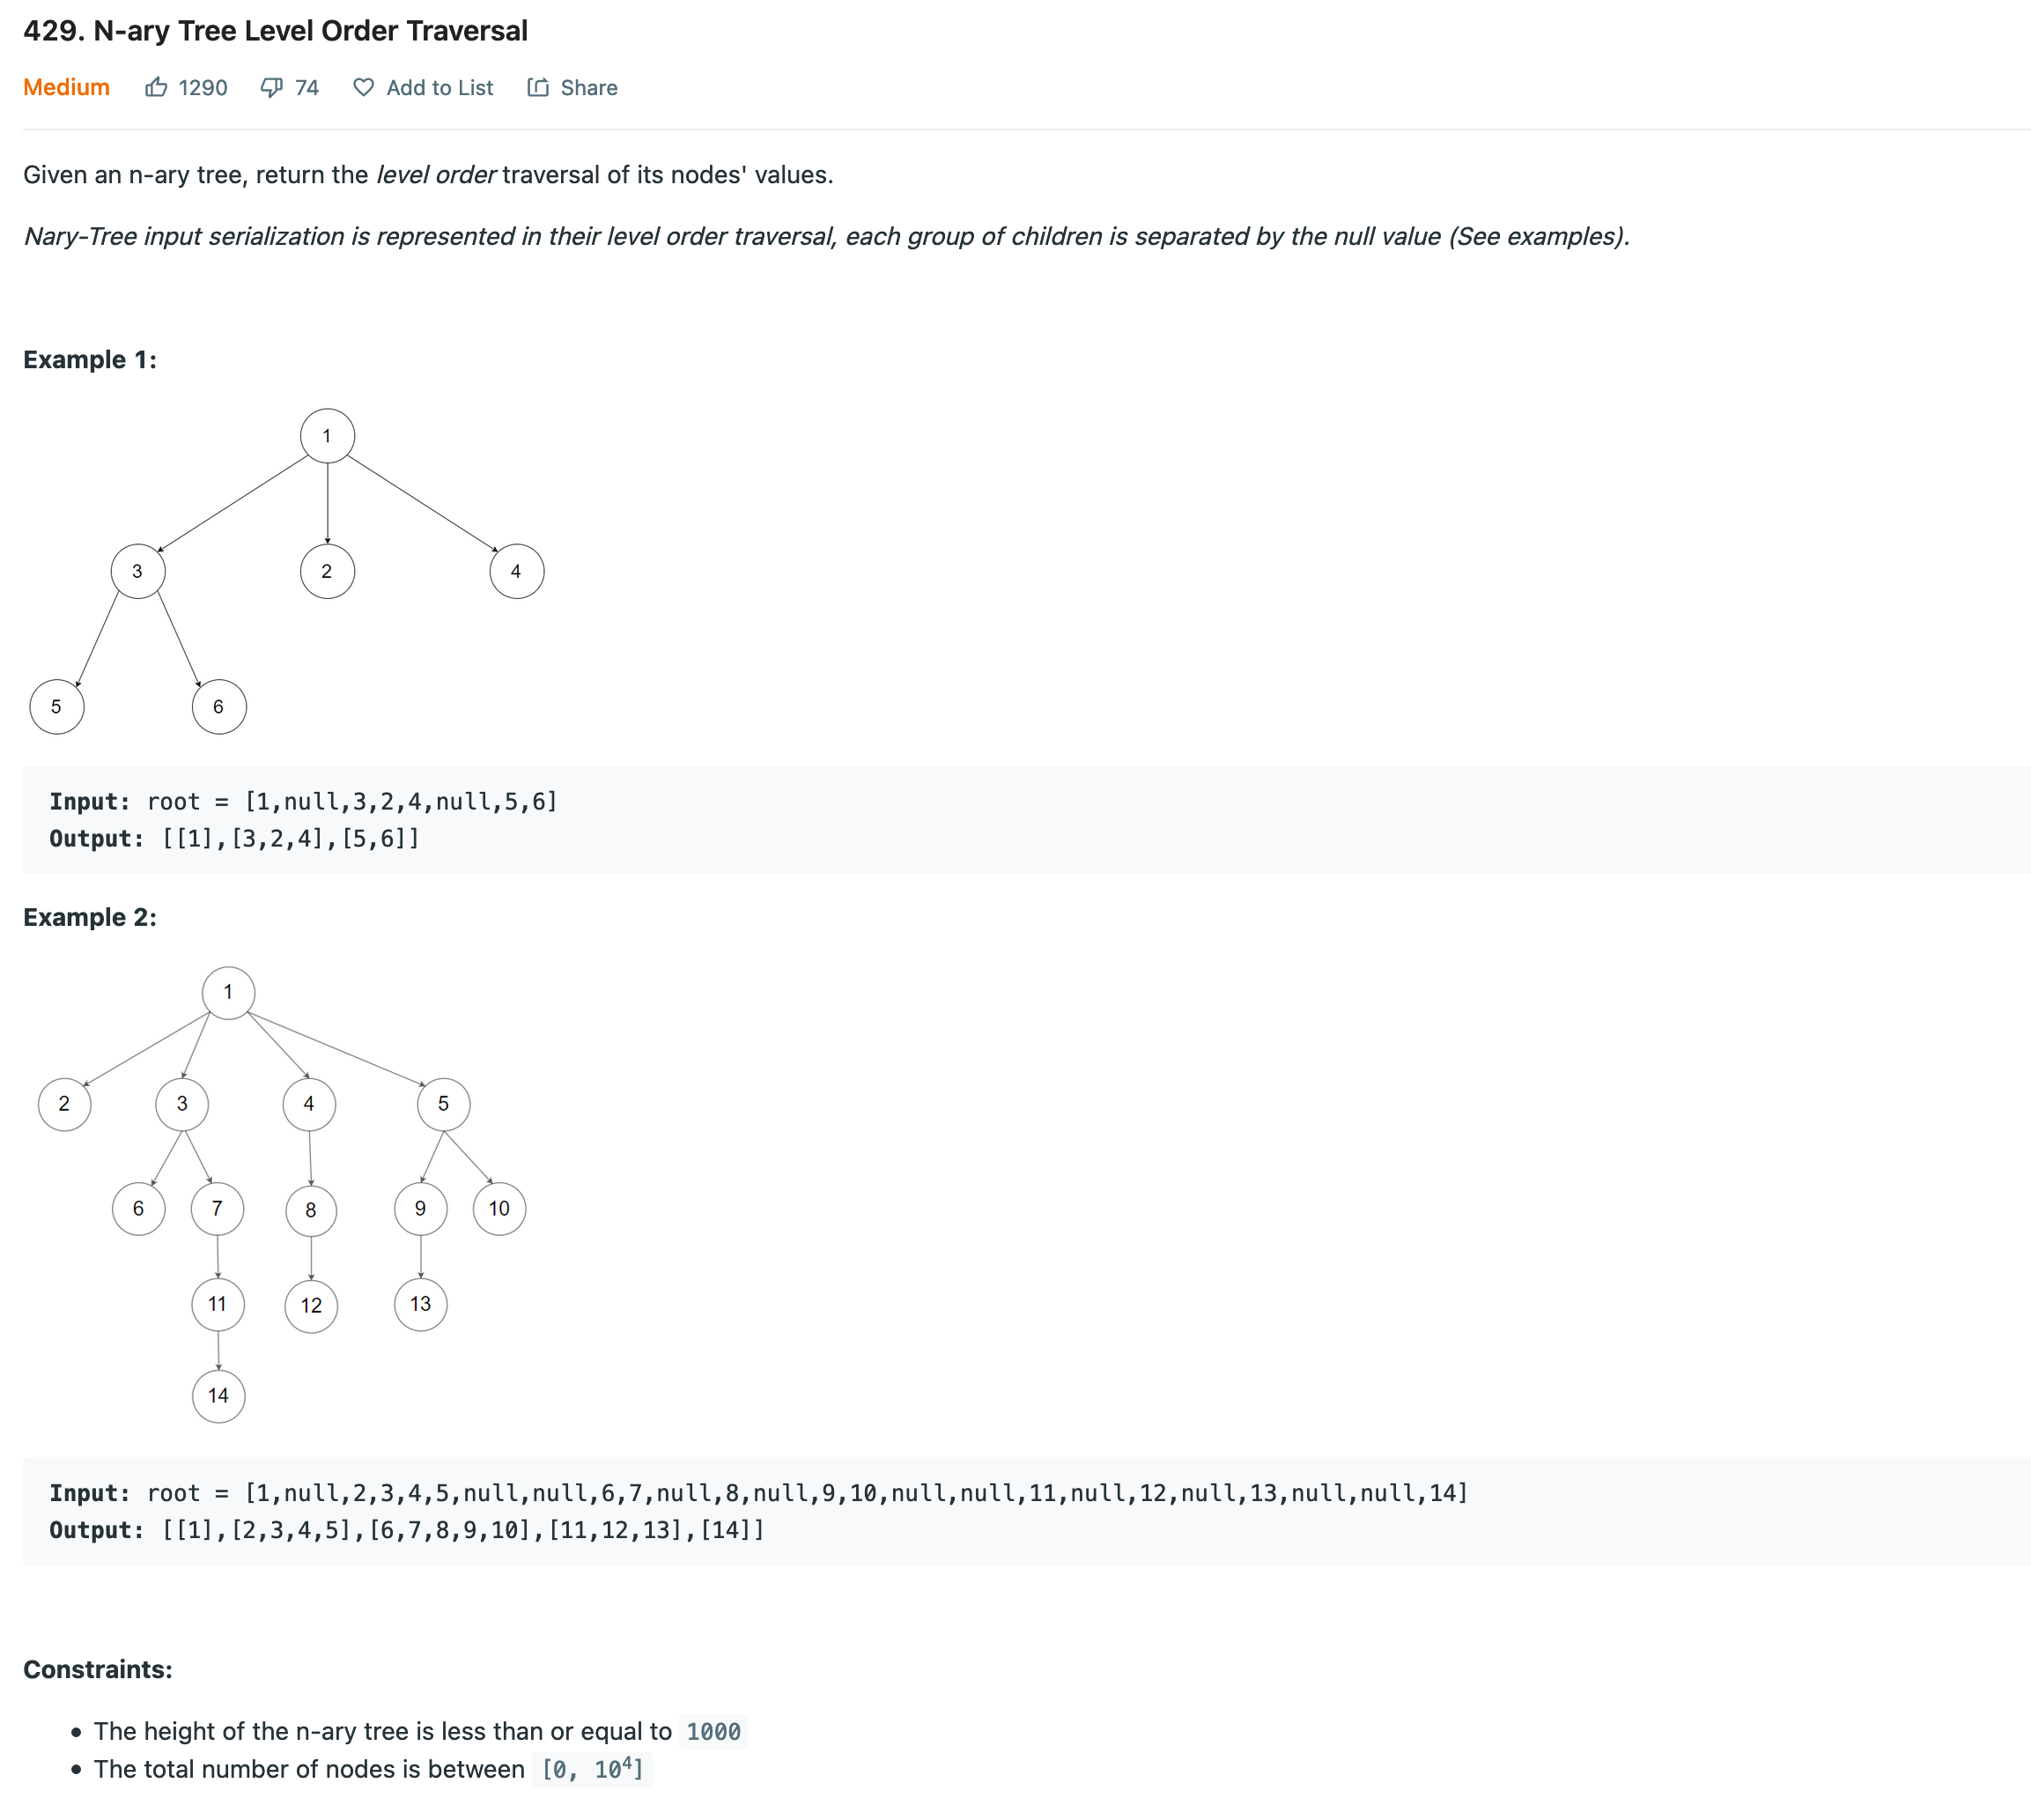 429. N-ary Tree Level Order Traversal
Medium 1290 74 Add to List Share
Given an n-ary tree, return the level order traversal of its nodes' values.
Nary-Tree input serialization is represented in their level order traversal, each group of children is separated by the null value (See examples).
Example 1:
1
3 2 4
5 6
Input: root = [1,null,3,2,4,null,5,6]
Output: [[1],[3,2,4],[5,6]]
Example 2:
1
2 3 4 5
6 7 8 9 10
11 12 13
14
Input: root = [1,null,2,3,4,5,null,null,6,7,null,8,null,9,10,null,null,11,null,12,null,13,null,null,14]
Output: [[1],[2,3,4,5],[6,7,8,9,10],[11,12,13],[14]]
Constraints:
• The height of the n-ary tree is less than or equal to 1000
• The total number of nodes is between [0, 10⁴]